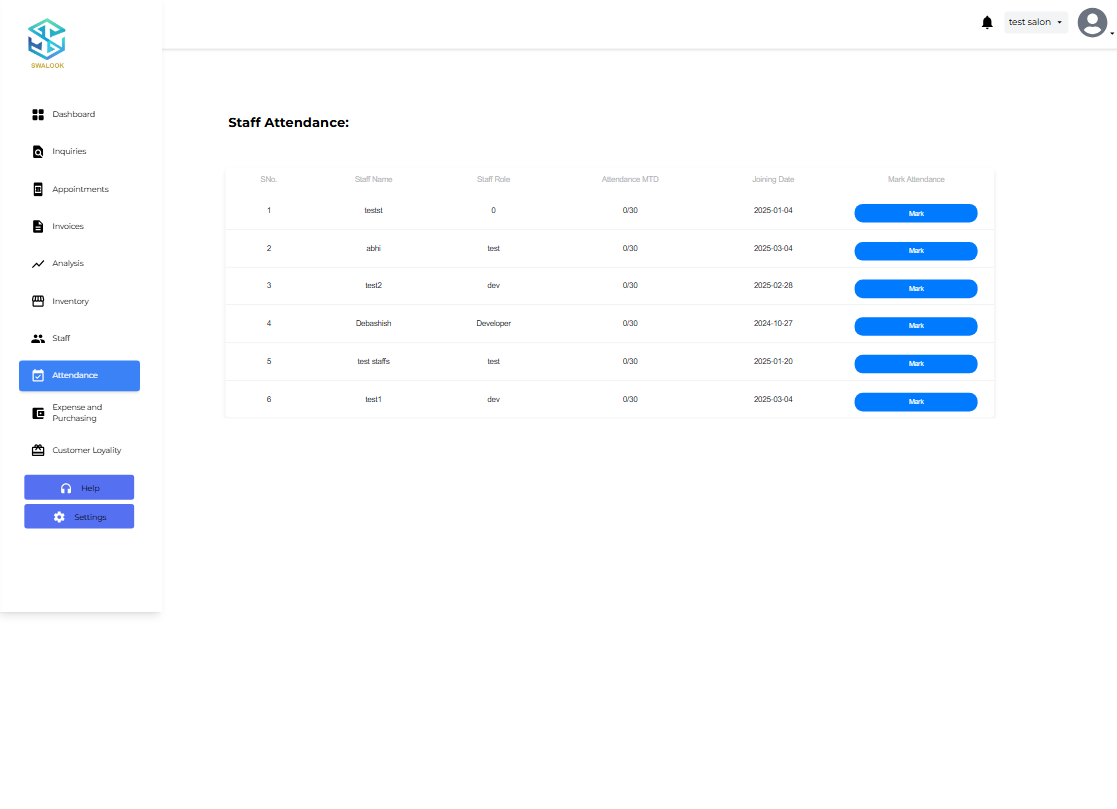 SWALOOK
test salon
Dashboard
Inquiries
Appointments
Invoices
Analysis
Inventory
Staff
Attendance
Expense and
Purchasing
Customer Loyality
Help
Settings
Staff Attendance:
SNo. Staff Name Staff Role Attendance MTD Joining Date Mark Attendance
1 testst 0 0/30 2025-01-04 Mark
2 abhi test 0/30 2025-03-04 Mark
3 test2 dev 0/30 2025-02-28 Mark
4 Debashish Developer 0/30 2024-10-27 Mark
5 test staffs test 0/30 2025-01-20 Mark
6 test1 dev 0/30 2025-03-04 Mark